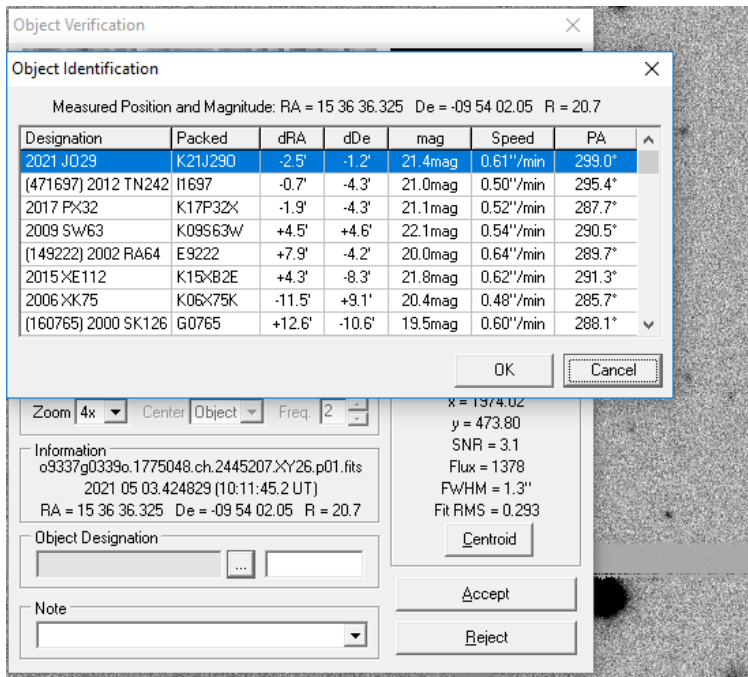 Object Verification
Object Identification
Measured Position and Magnitude: RA = 15 36 36.325 De = -09 54 02.05 R = 20.7
Designation Packed dRA dDe mag Speed PA
2021 JO29 K21J29O -2.5' -1.2' 21.4mag 0.61''/min 299.0°
(471697) 2012 TN242 I1697 -0.7' -4.3' 21.0mag 0.50''/min 295.4°
2017 PX32 K17P32X -1.9' -4.3' 21.1mag 0.52''/min 287.7°
2009 SW63 K09S63W +4.5' +4.6' 22.1mag 0.54''/min 290.5°
(149222) 2002 RA64 E9222 +7.9' -4.2' 20.0mag 0.64''/min 289.7°
2015 XE112 K15XB2E +4.3' -8.3' 21.8mag 0.62''/min 291.3°
2006 XK75 K06X75K -11.5' +9.1' 20.4mag 0.48''/min 285.7°
(160765) 2000 SK126 G0765 +12.6' -10.6' 19.5mag 0.60''/min 288.1°
OK Cancel
Zoom 4x Center Object Freq. 2
x = 1974.02
y = 473.80
SNR = 3.1
Flux = 1378
FWHM = 1.3''
Fit RMS = 0.293
Centroid
Information
o9337g0339o.1775048.ch.2445207.XY26.p01.fits
2021 05 03.424829 (10:11:45.2 UT)
RA = 15 36 36.325 De = -09 54 02.05 R = 20.7
Object Designation
...
Note
Accept
Reject